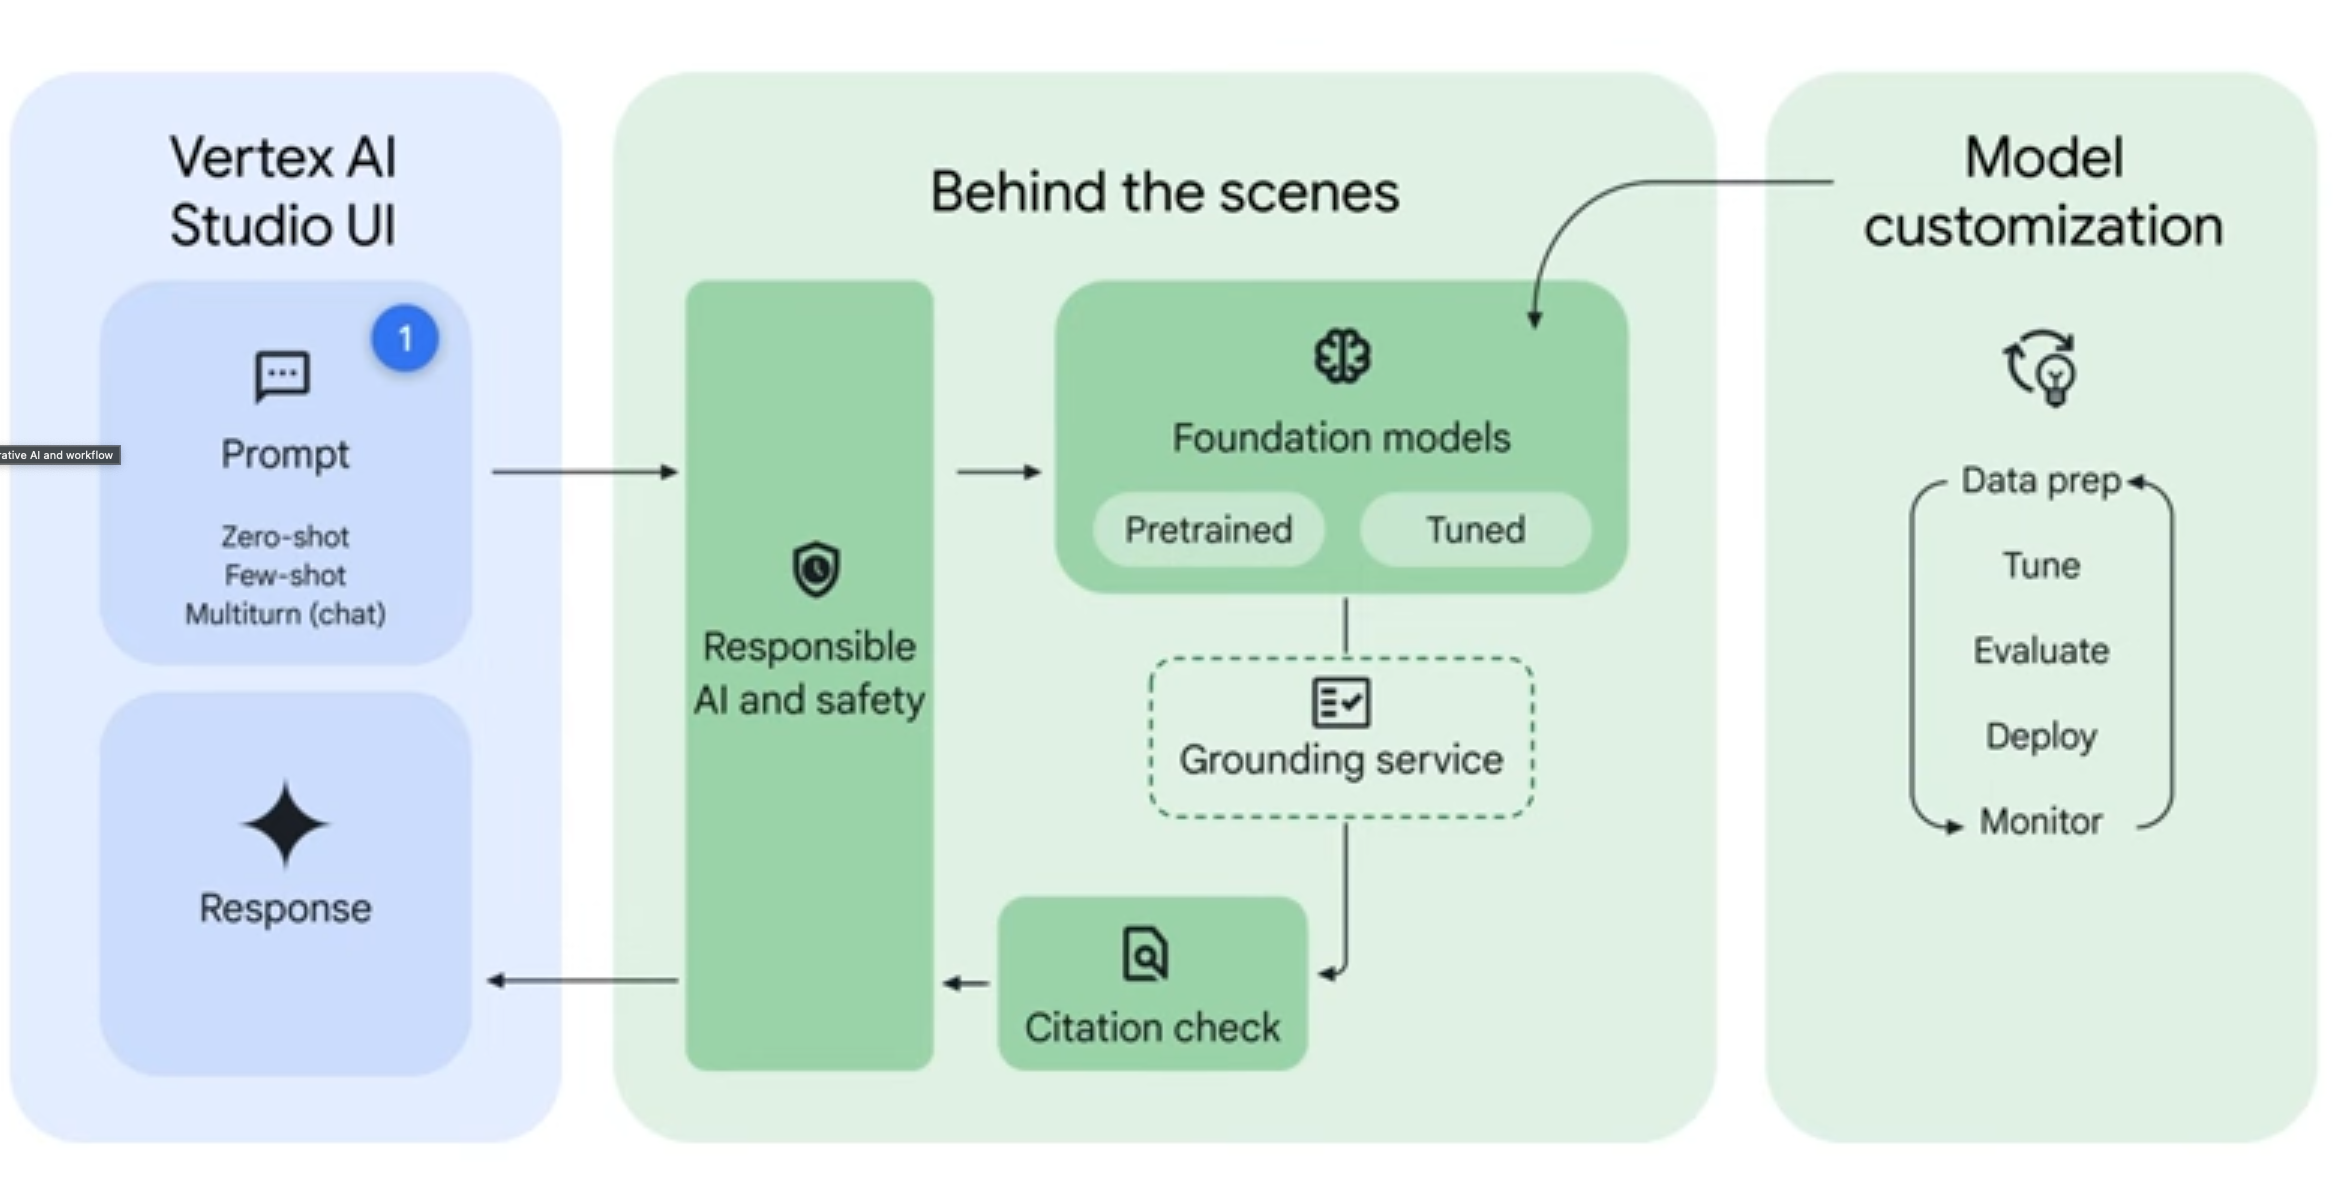 Vertex AI
Studio UI
1
Prompt
Zero-shot
Few-shot
Multiturn (chat)
Response
rative AI and workflow
Behind the scenes
Responsible
AI and safety
Foundation models
Pretrained
Tuned
Grounding service
Citation check
Model
customization
Data prep
Tune
Evaluate
Deploy
Monitor